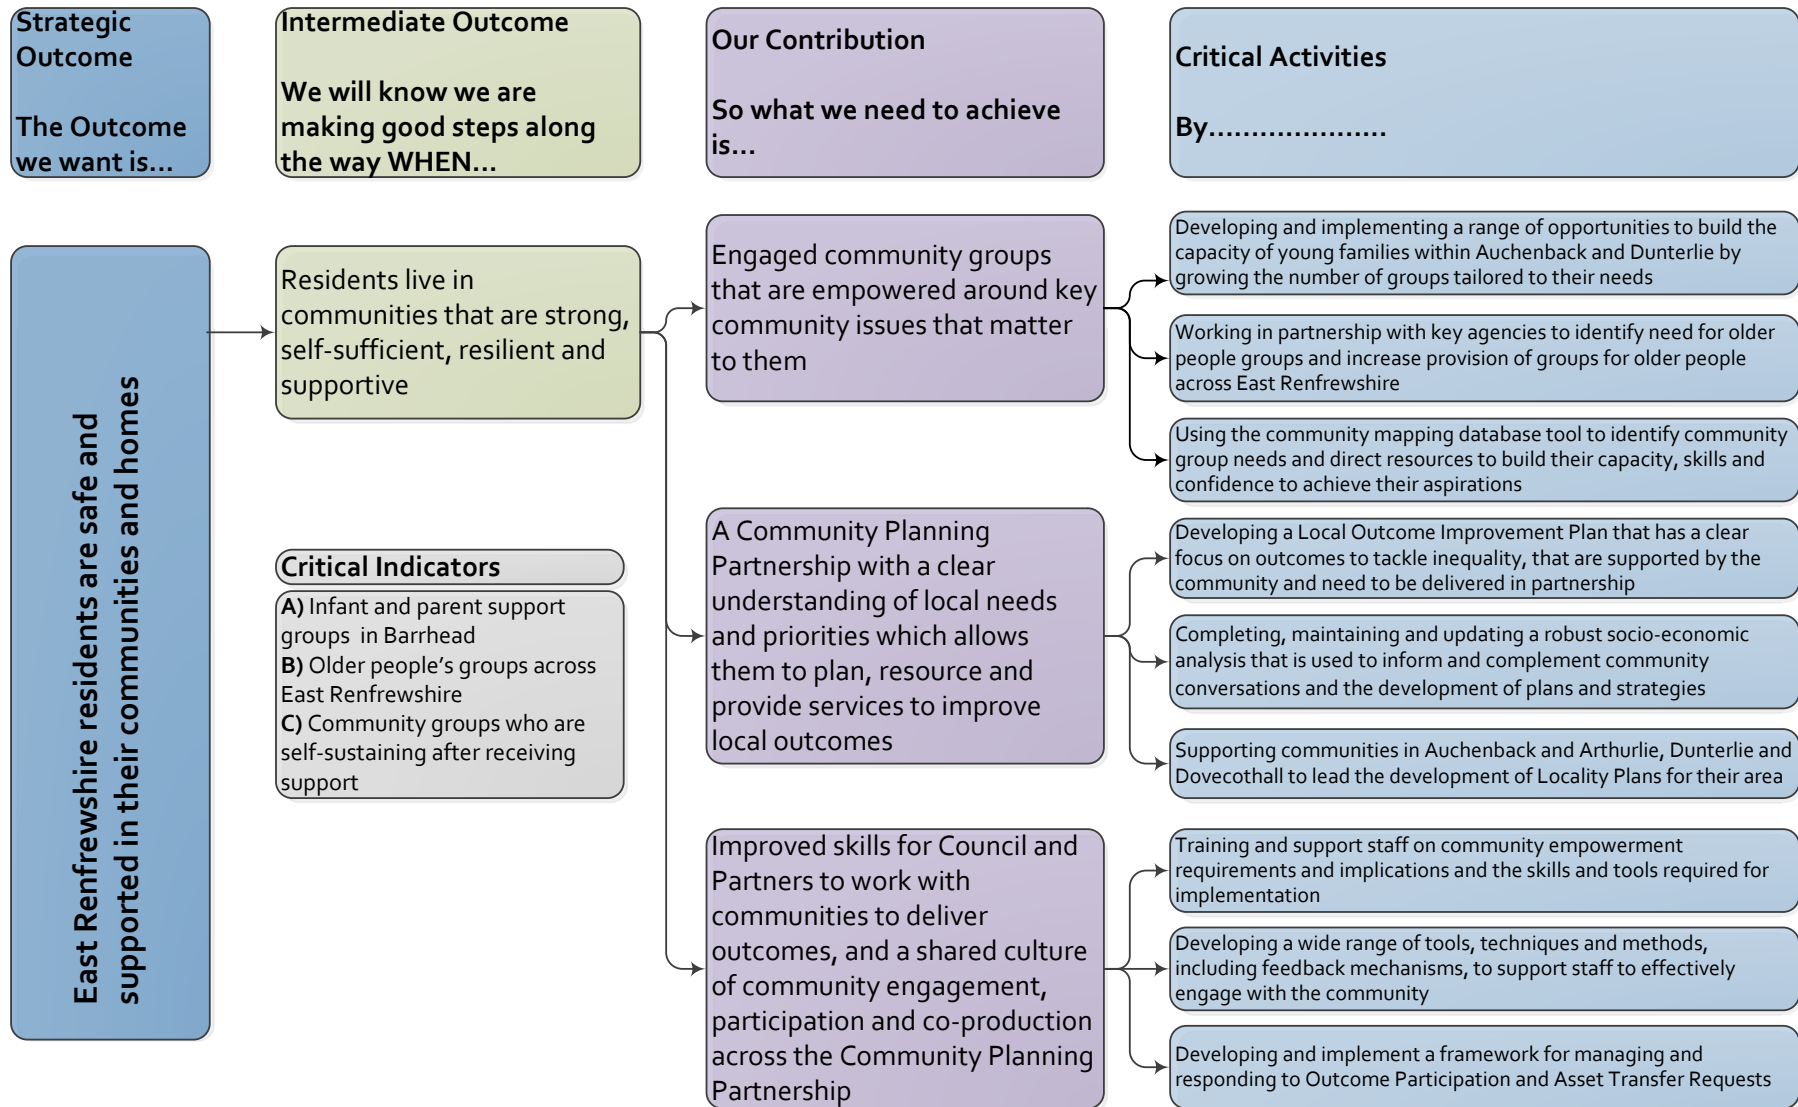 Strategic
Outcome
The Outcome
we want is...
Intermediate Outcome
We will know we are
making good steps along
the way WHEN...
Our Contribution
So what we need to achieve
is...
Critical Activities
By.....................
East Renfrewshire residents are safe and
supported in their communities and homes
Residents live in
communities that are strong,
self-sufficient, resilient and
supportive
Critical Indicators
A) Infant and parent support
groups in Barrhead
B) Older people's groups across
East Renfrewshire
C) Community groups who are
self-sustaining after receiving
support
Engaged community groups
that are empowered around key
community issues that matter
to them
Developing and implementing a range of opportunities to build the
capacity of young families within Auchenback and Dunterlie by
growing the number of groups tailored to their needs
Working in partnership with key agencies to identify need for older
people groups and increase provision of groups for older people
across East Renfrewshire
Using the community mapping database tool to identify community
group needs and direct resources to build their capacity, skills and
confidence to achieve their aspirations
A Community Planning
Partnership with a clear
understanding of local needs
and priorities which allows
them to plan, resource and
provide services to improve
local outcomes
Developing a Local Outcome Improvement Plan that has a clear
focus on outcomes to tackle inequality, that are supported by the
community and need to be delivered in partnership
Completing, maintaining and updating a robust socio-economic
analysis that is used to inform and complement community
conversations and the development of plans and strategies
Supporting communities in Auchenback and Arthurlie, Dunterlie and
Dovecothall to lead the development of Locality Plans for their area
Improved skills for Council and
Partners to work with
communities to deliver
outcomes, and a shared culture
of community engagement,
participation and co-production
across the Community Planning
Partnership
Training and support staff on community empowerment
requirements and implications and the skills and tools required for
implementation
Developing a wide range of tools, techniques and methods,
including feedback mechanisms, to support staff to effectively
engage with the community
Developing and implement a framework for managing and
responding to Outcome Participation and Asset Transfer Requests